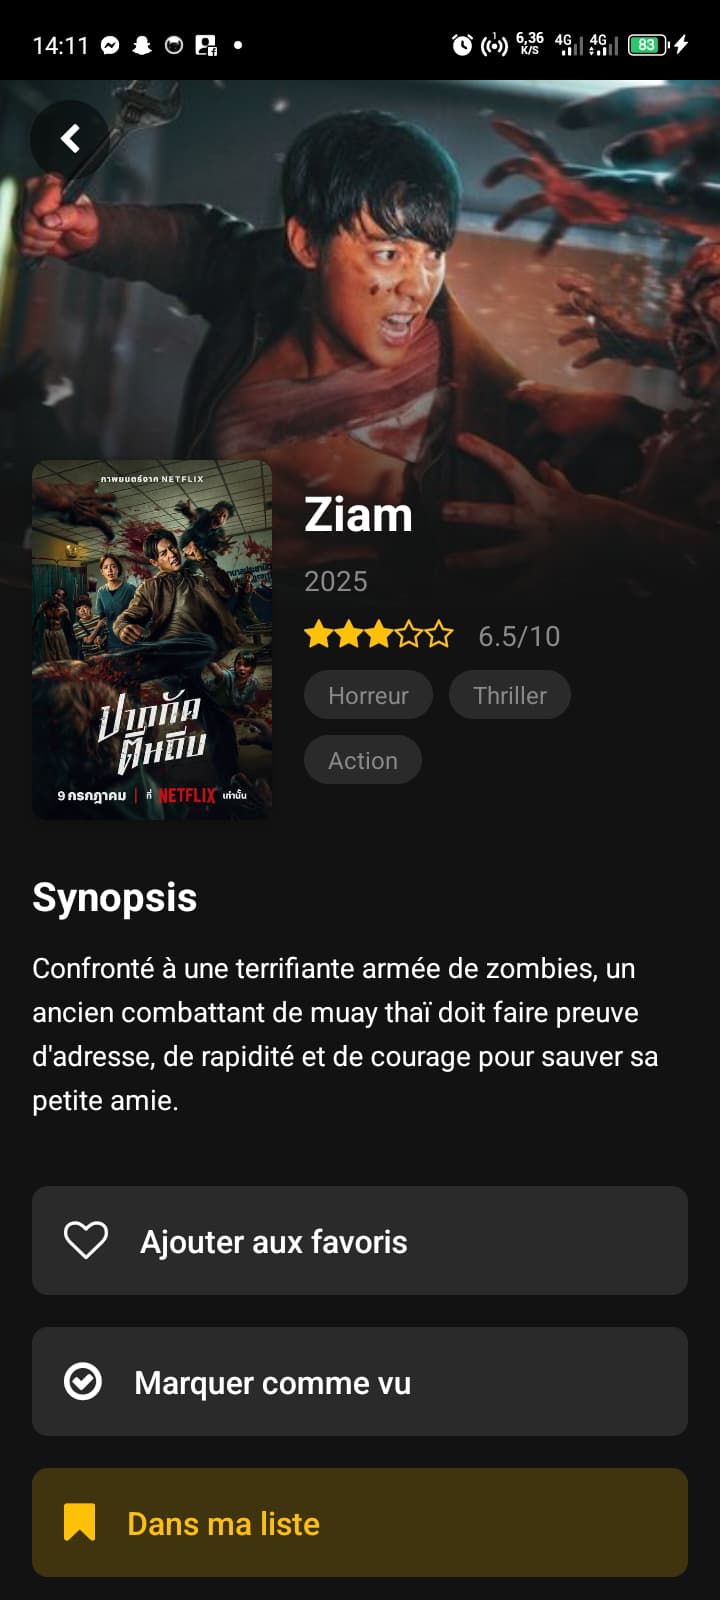 14:11
6,36
K/S
4G
4G
83
ภาพยนตร์จาก NETFLIX
ปากกัด
ตีนถีบ
9 กรกฎาคม | ที่ NETFLIX เท่านั้น
Ziam
2025
6.5/10
Horreur
Thriller
Action
Synopsis
Confronté à une terrifiante armée de zombies, un
ancien combattant de muay thaï doit faire preuve
d'adresse, de rapidité et de courage pour sauver sa
petite amie.
Ajouter aux favoris
Marquer comme vu
Dans ma liste